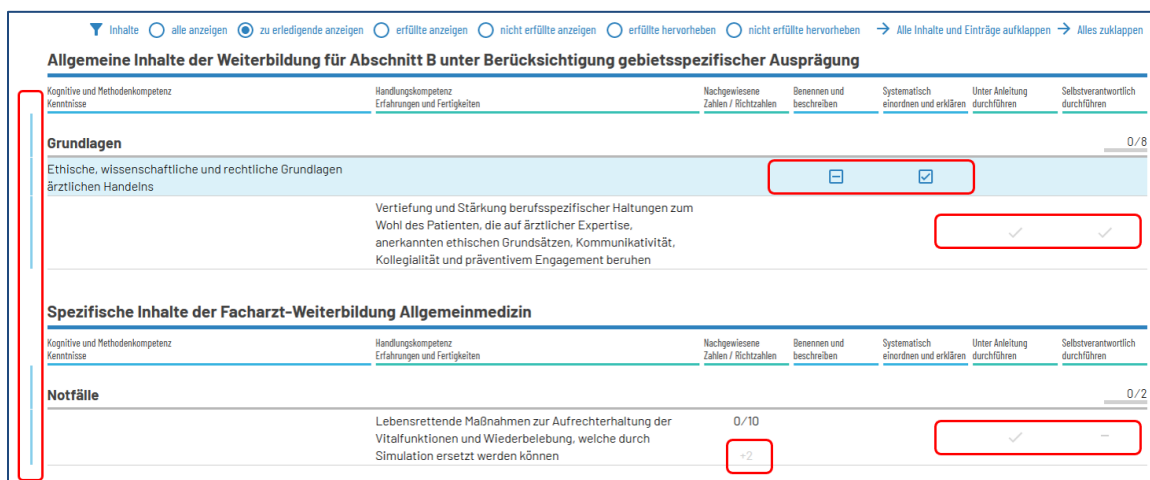 Inhalte alle anzeigen zu erledigende anzeigen erfüllte anzeigen nicht erfüllte anzeigen erfüllte hervorheben nicht erfüllte hervorheben → Alle Inhalte und Einträge aufklappen → Alles zuklappen
Allgemeine Inhalte der Weiterbildung für Abschnitt B unter Berücksichtigung gebietsspezifischer Ausprägung
Kognitive und Methodenkompetenz Handlungskompetenz Nachgewiesene Benennen und Systematisch Unter Anleitung Selbstverantwortlich
Kenntnisse Erfahrungen und Fertigkeiten Zahlen / Richtzahlen beschreiben einordnen und erklären durchführen durchführen
Grundlagen 0/8
Ethische, wissenschaftliche und rechtliche Grundlagen
ärztlichen Handelns
Vertiefung und Stärkung berufsspezifischer Haltungen zum
Wohl des Patienten, die auf ärztlicher Expertise,
anerkannten ethischen Grundsätzen, Kommunikativität,
Kollegialität und präventivem Engagement beruhen
Spezifische Inhalte der Facharzt-Weiterbildung Allgemeinmedizin
Kognitive und Methodenkompetenz Handlungskompetenz Nachgewiesene Benennen und Systematisch Unter Anleitung Selbstverantwortlich
Kenntnisse Erfahrungen und Fertigkeiten Zahlen / Richtzahlen beschreiben einordnen und erklären durchführen durchführen
Notfälle 0/2
Lebensrettende Maßnahmen zur Aufrechterhaltung der 0/10
Vitalfunktionen und Wiederbelebung, welche durch
Simulation ersetzt werden können +2